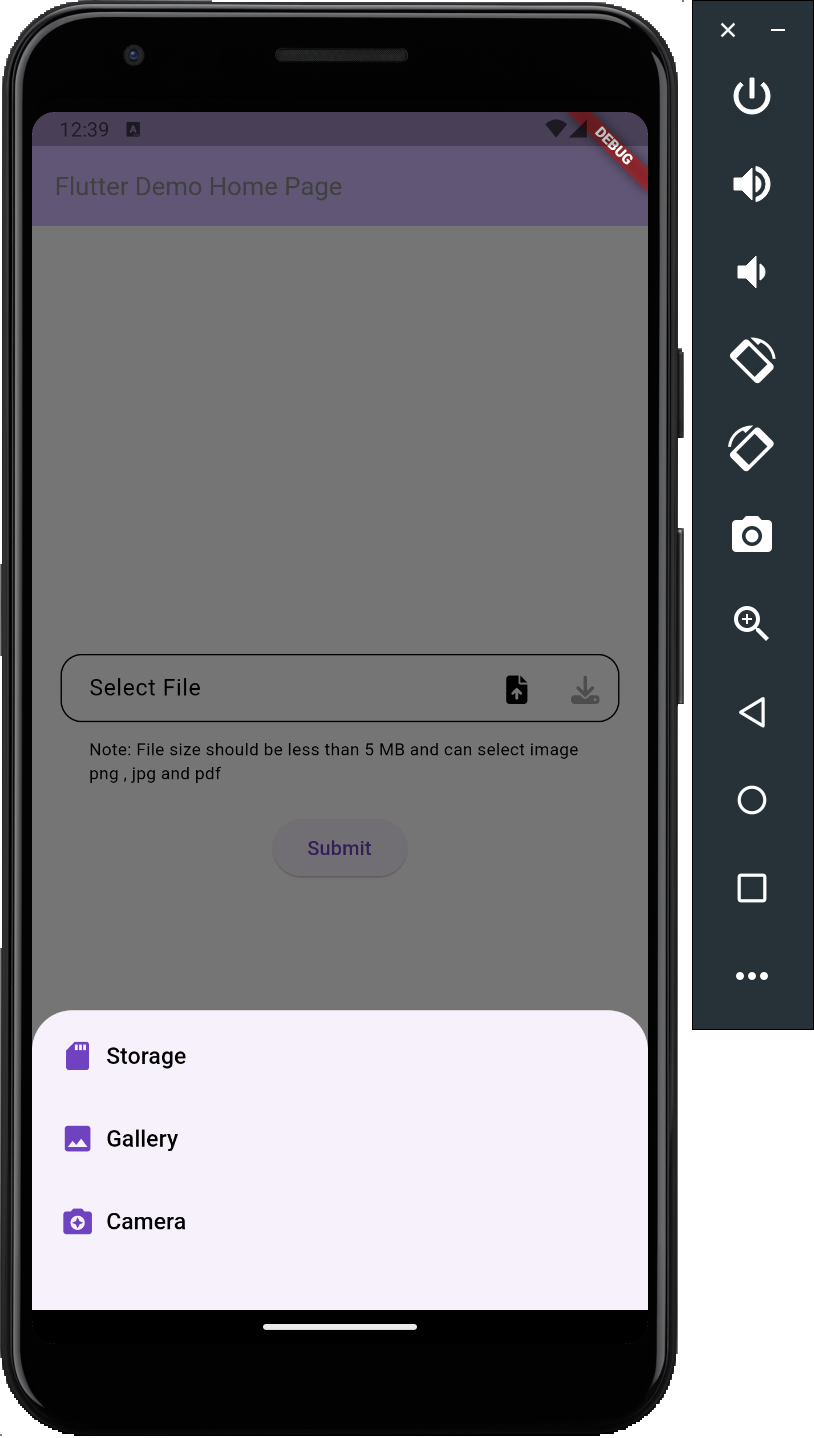 12:39
A
DEBUG
Flutter Demo Home Page
Select File
Note: File size should be less than 5 MB and can select image
png , jpg and pdf
Submit
Storage
Gallery
Camera